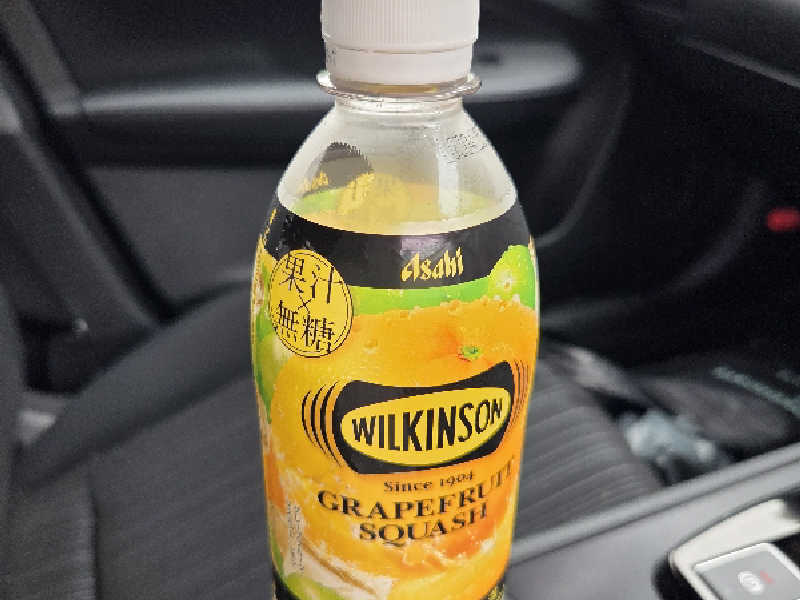 Asahi
果汁
×
無糖
WILKINSON
Since 1904
GRAPEFRUIT
SQUASH